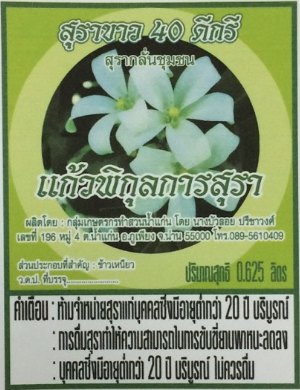 สุราขาว 40 ดีกรี
สุรากลั่นชุมชน
แก้วพิกุลการสุรา
ผลิตโดย : กลุ่มเกษตรกรทำสวนน้ำแก่น โดย นางบัวลอย ปรีชาวงค์
เลขที่ 196 หมู่ 4 ต.น้ำแก่น อ.ภูเพียง จ.น่าน 55000 โทร.089-5610409
ส่วนประกอบที่สำคัญ : ข้าวเหนียว
ปริมาณสุทธิ 0.625 ลิตร
ว.ด.ป. ที่บรรจุ
คำเตือน : ห้ามจำหน่ายสุราแก่บุคคลซึ่งมีอายุต่ำกว่า 20 ปี บริบูรณ์
: การดื่มสุราทำให้ความสามารถในการขับขี่ยานพาหนะลดลง
: บุคคลซึ่งมีอายุต่ำกว่า 20 ปี บริบูรณ์ ไม่ควรดื่ม